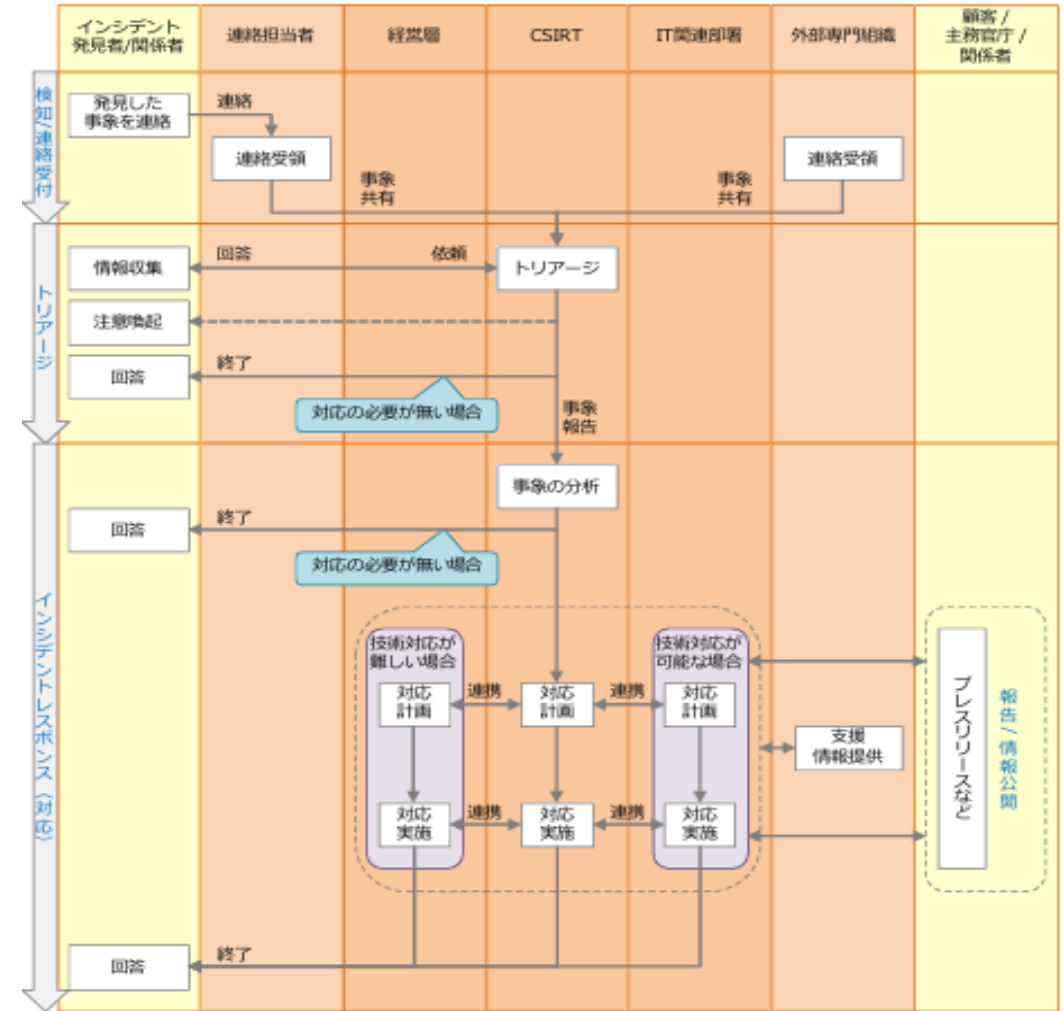 インシデント
発見者/関係者
連絡担当者
経営層
CSIRT
IT関連部署
外部専門組織
顧客 /
主務官庁 /
関係者
検知/連絡受付
発見した
事象を連絡
連絡
連絡受領
事象
共有
事象
共有
連絡受領
トリアージ
情報収集
回答
依頼
トリアージ
注意喚起
回答
終了
対応の必要が無い場合
事象
報告
インシデントレスポンス（対応）
事象の分析
回答
終了
対応の必要が無い場合
技術対応が
難しい場合
技術対応が
可能な場合
対応
計画
連携
対応
計画
連携
対応
計画
支援
情報提供
プレスリリースなど
報告/情報公開
対応
実施
連携
対応
実施
連携
対応
実施
回答
終了